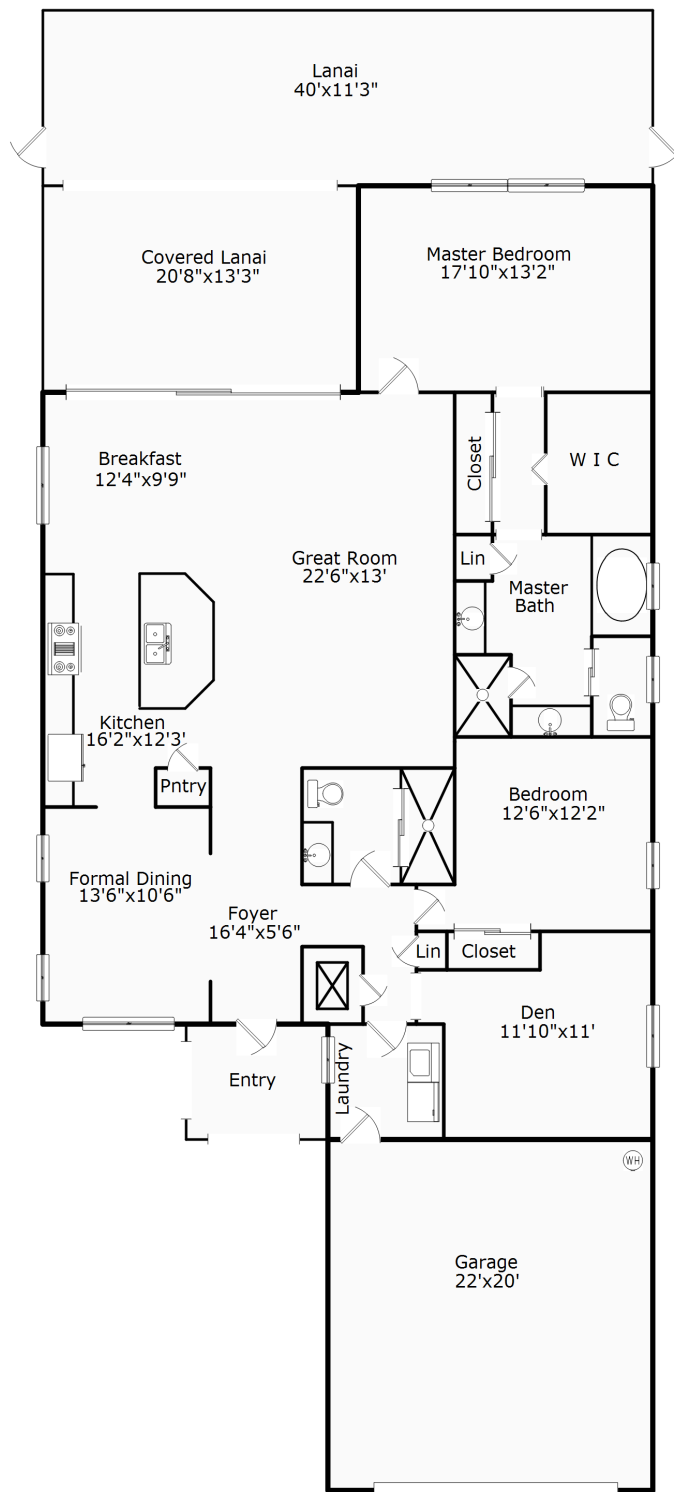 Lanai
40'x11'3"
Covered Lanai
20'8"x13'3"
Master Bedroom
17'10"x13'2"
Breakfast
12'4"x9'9"
Closet
W I C
Great Room
22'6"x13'
Lin
Master
Bath
Kitchen
16'2"x12'3'
Pntry
Bedroom
12'6"x12'2"
Formal Dining
13'6"x10'6"
Foyer
16'4"x5'6"
Lin
Closet
Den
11'10"x11'
Entry
Laundry
WH
Garage
22'x20'